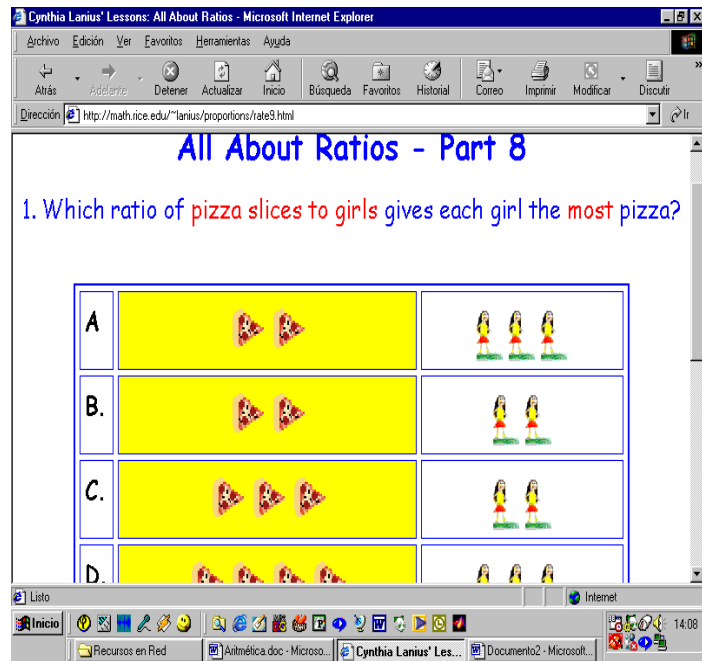 Cynthia Lanius' Lessons: All About Ratios - Microsoft Internet Explorer
Archivo Edición Ver Favoritos Herramientas Ayuda
Atrás Adelante Detener Actualizar Inicio Búsqueda Favoritos Historial Correo Imprimir Modificar Discutir »
Dirección http://math.rice.edu/~lanius/proportions/rate9.html Ir
All About Ratios - Part 8
1. Which ratio of pizza slices to girls gives each girl the most pizza?
A
B.
C.
D.
Listo Internet
Inicio 14:08
Recursos en Red Aritmética.doc - Microso... Cynthia Lanius' Les... Documento2 - Microsoft...